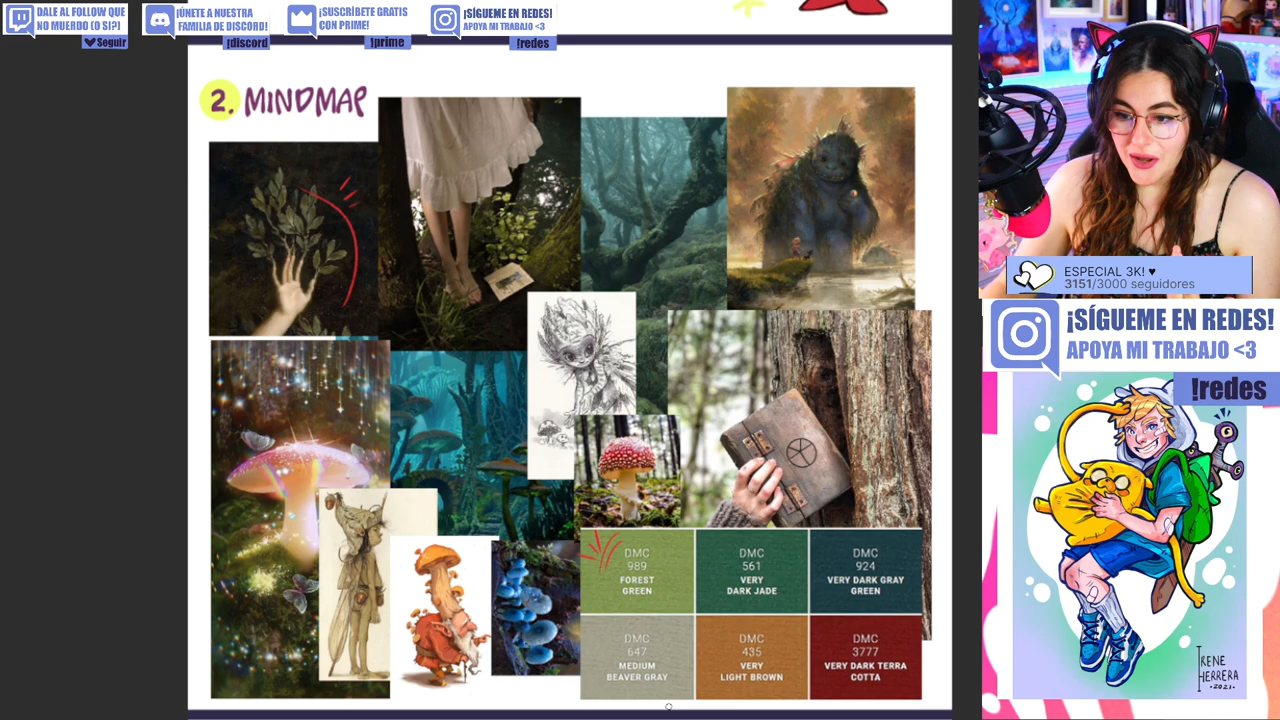 DALE AL FOLLOW QUE
NO MUERDO (O SI?]
Seguir
¡ÚNETE A NUESTRA
FAMILIA DE DISCORD!
!discord
¡SUSCRÍBETE GRATIS
CON PRIME!
!prime
¡SÍGUEME EN REDES!
APOYA MI TRABAJO <3
!redes
2. MINDMAP
DMC
989
FOREST
GREEN
DMC
561
VERY
DARK JADE
DMC
924
VERY DARK GRAY
GREEN
DMC
647
MEDIUM
BEAVER GRAY
DMC
435
VERY
LIGHT BROWN
DMC
3777
VERY DARK TERRA
COTTA
ESPECIAL 3K! ♥
3151/3000 seguidores
¡SÍGUEME EN REDES!
APOYA MI TRABAJO <3
!redes
IRENE
HERRERA
·2021·